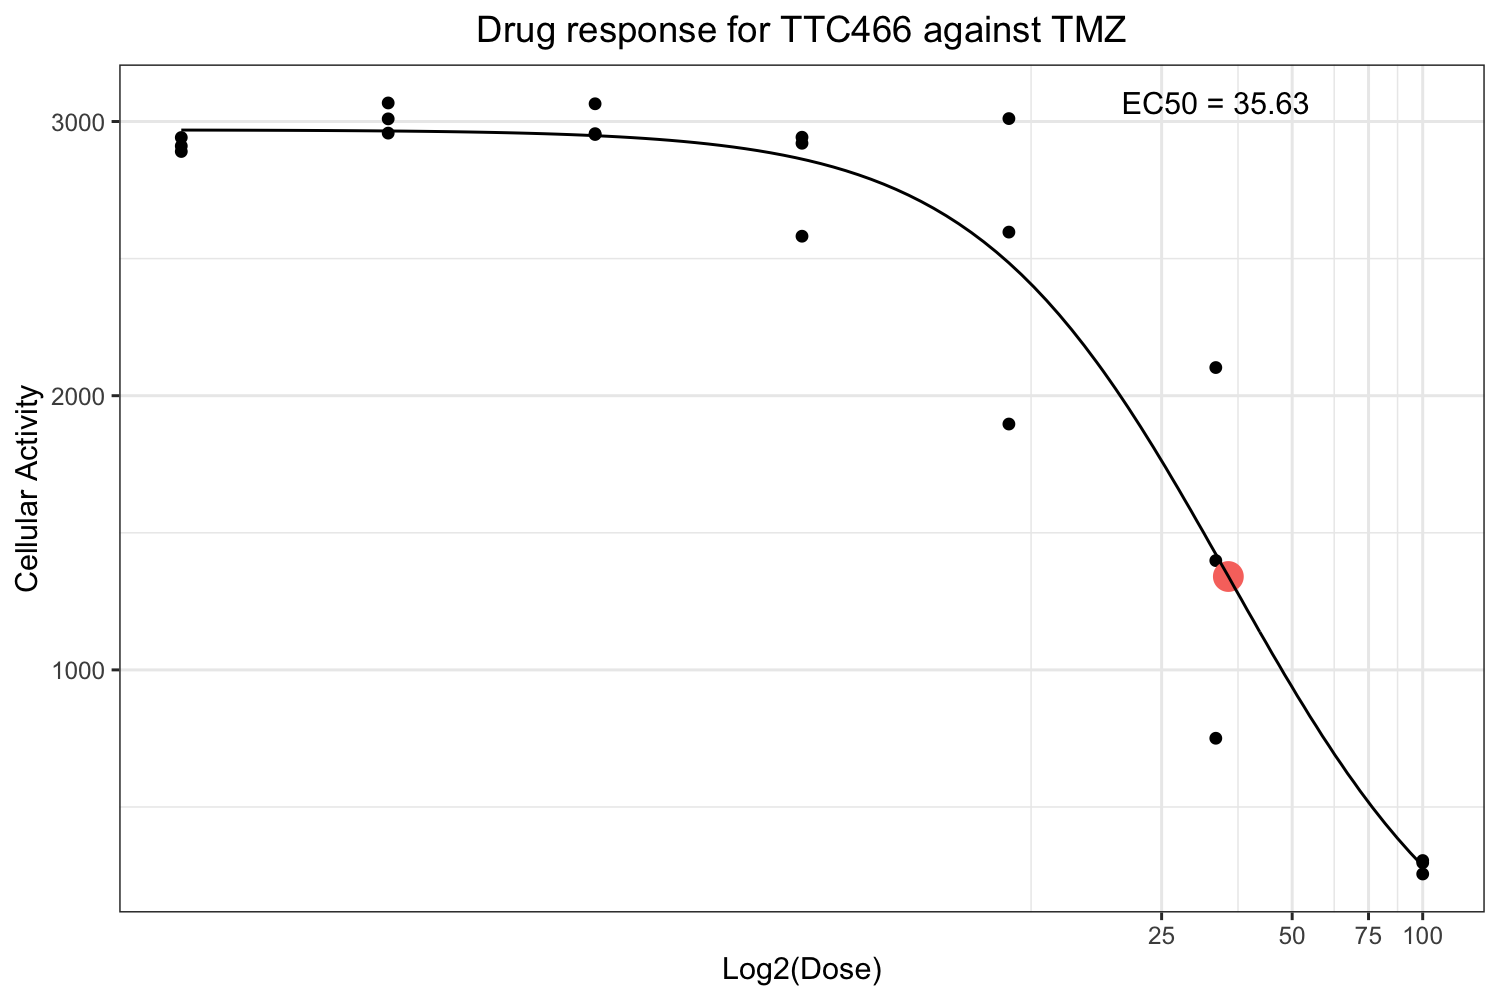 Drug response for TTC466 against TMZ
EC50 = 35.63
3000
2000
1000
Cellular Activity
25 50 75 100
Log2(Dose)